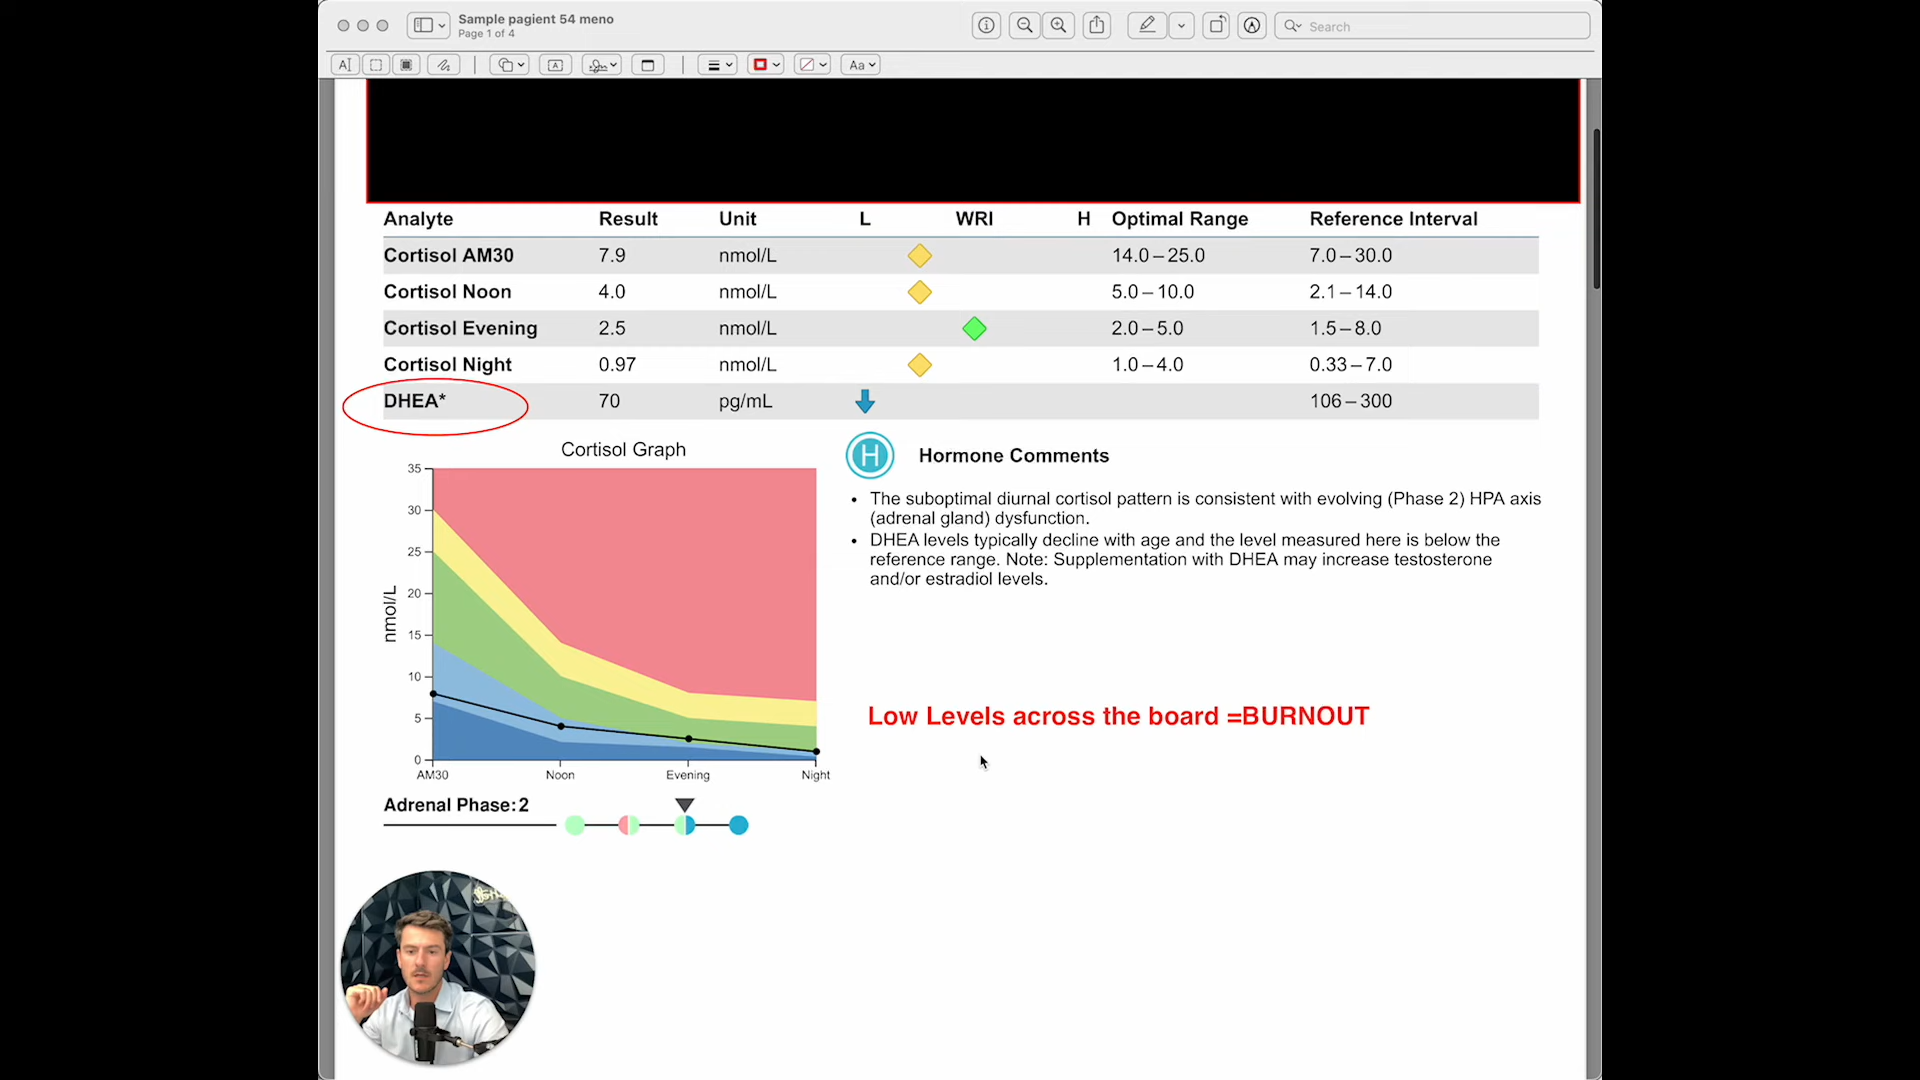 Sample pagient 54 meno
Page 1 of 4
Search
Aa
Analyte Result Unit L WRI H Optimal Range Reference Interval
Cortisol AM30 7.9 nmol/L 14.0–25.0 7.0–30.0
Cortisol Noon 4.0 nmol/L 5.0–10.0 2.1–14.0
Cortisol Evening 2.5 nmol/L 2.0–5.0 1.5–8.0
Cortisol Night 0.97 nmol/L 1.0–4.0 0.33–7.0
DHEA* 70 pg/mL 106–300
Cortisol Graph
35
30
25
20
15
10
5
0
nmol/L
AM30 Noon Evening Night
Adrenal Phase: 2
H Hormone Comments
• The suboptimal diurnal cortisol pattern is consistent with evolving (Phase 2) HPA axis
(adrenal gland) dysfunction.
• DHEA levels typically decline with age and the level measured here is below the
reference range. Note: Supplementation with DHEA may increase testosterone
and/or estradiol levels.
Low Levels across the board =BURNOUT